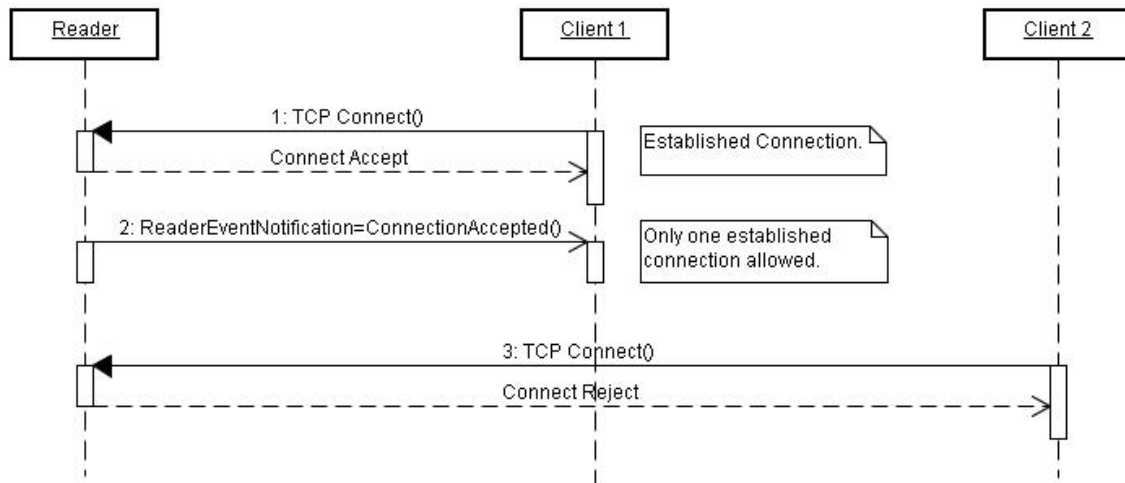 Reader
Client 1
Client 2
1: TCP Connect()
Established Connection.
Connect Accept
2: ReaderEventNotification=ConnectionAccepted()
Only one established
connection allowed.
3: TCP Connect()
Connect Reject